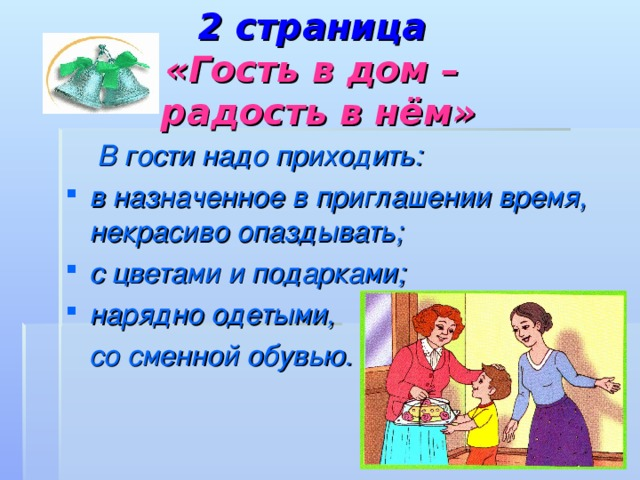 2 страница
«Гость в дом –
радость в нём»
В гости надо приходить:
в назначенное в приглашении время,
некрасиво опаздывать;
с цветами и подарками;
нарядно одетыми,
со сменной обувью.